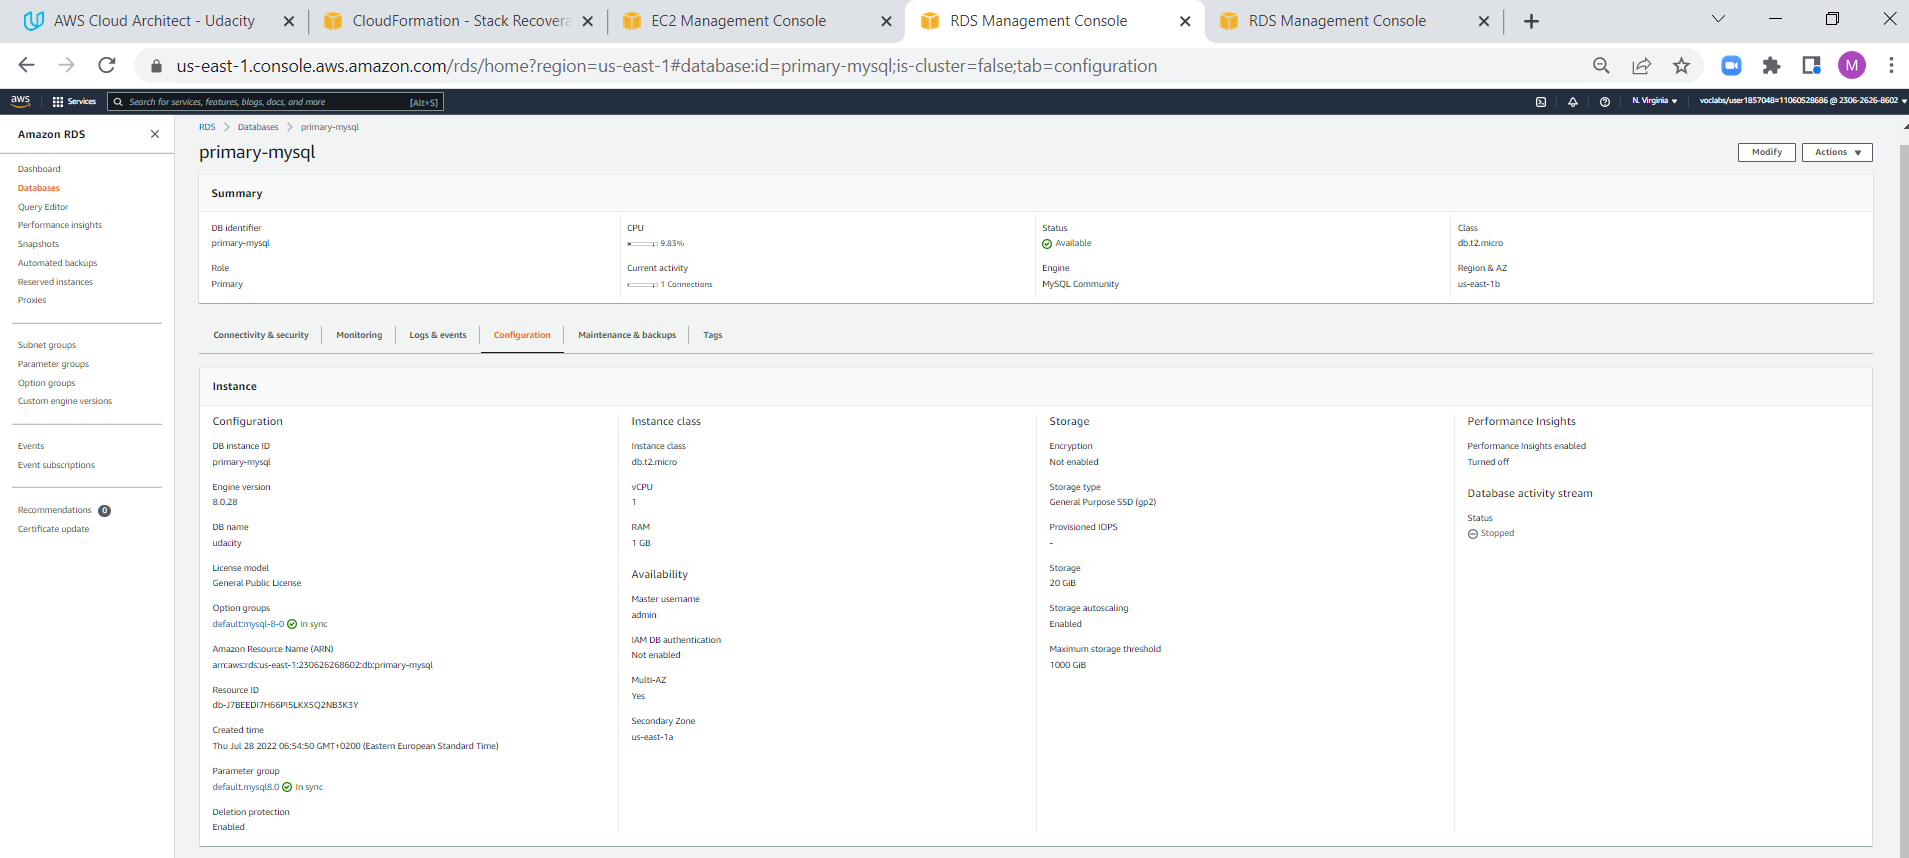 AWS Cloud Architect - Udacity
CloudFormation - Stack Recovera
EC2 Management Console
RDS Management Console
RDS Management Console
us-east-1.console.aws.amazon.com/rds/home?region=us-east-1#database:id=primary-mysql;is-cluster=false;tab=configuration
M
aws
Services
Search for services, features, blogs, docs, and more
[Alt+S]
N. Virginia
voclabs/user1857048=11060528686 @ 2306-2626-8602
Amazon RDS
Dashboard
Databases
Query Editor
Performance insights
Snapshots
Automated backups
Reserved instances
Proxies
Subnet groups
Parameter groups
Option groups
Custom engine versions
Events
Event subscriptions
Recommendations 0
Certificate update
RDS > Databases > primary-mysql
primary-mysql
Modify
Actions
Summary
DB identifier
primary-mysql
Role
Primary
CPU
9.83%
Current activity
1 Connections
Status
Available
Engine
MySQL Community
Class
db.t2.micro
Region & AZ
us-east-1b
Connectivity & security
Monitoring
Logs & events
Configuration
Maintenance & backups
Tags
Instance
Configuration
DB instance ID
primary-mysql
Engine version
8.0.28
DB name
udacity
License model
General Public License
Option groups
default:mysql-8-0 In sync
Amazon Resource Name (ARN)
arn:aws:rds:us-east-1:230626268602:db:primary-mysql
Resource ID
db-J7BEEDI7H66PI5LKX5Q2NB3K3Y
Created time
Thu Jul 28 2022 06:54:50 GMT+0200 (Eastern European Standard Time)
Parameter group
default.mysql8.0 In sync
Deletion protection
Enabled
Instance class
Instance class
db.t2.micro
vCPU
1
RAM
1 GB
Availability
Master username
admin
IAM DB authentication
Not enabled
Multi-AZ
Yes
Secondary Zone
us-east-1a
Storage
Encryption
Not enabled
Storage type
General Purpose SSD (gp2)
Provisioned IOPS
-
Storage
20 GiB
Storage autoscaling
Enabled
Maximum storage threshold
1000 GiB
Performance Insights
Performance Insights enabled
Turned off
Database activity stream
Status
Stopped